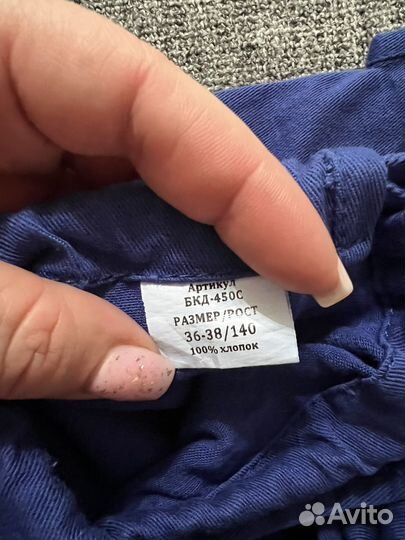 Артикул
БКД-450С
РАЗМЕР/РОСТ
36-38/140
100% хлопок
Avito